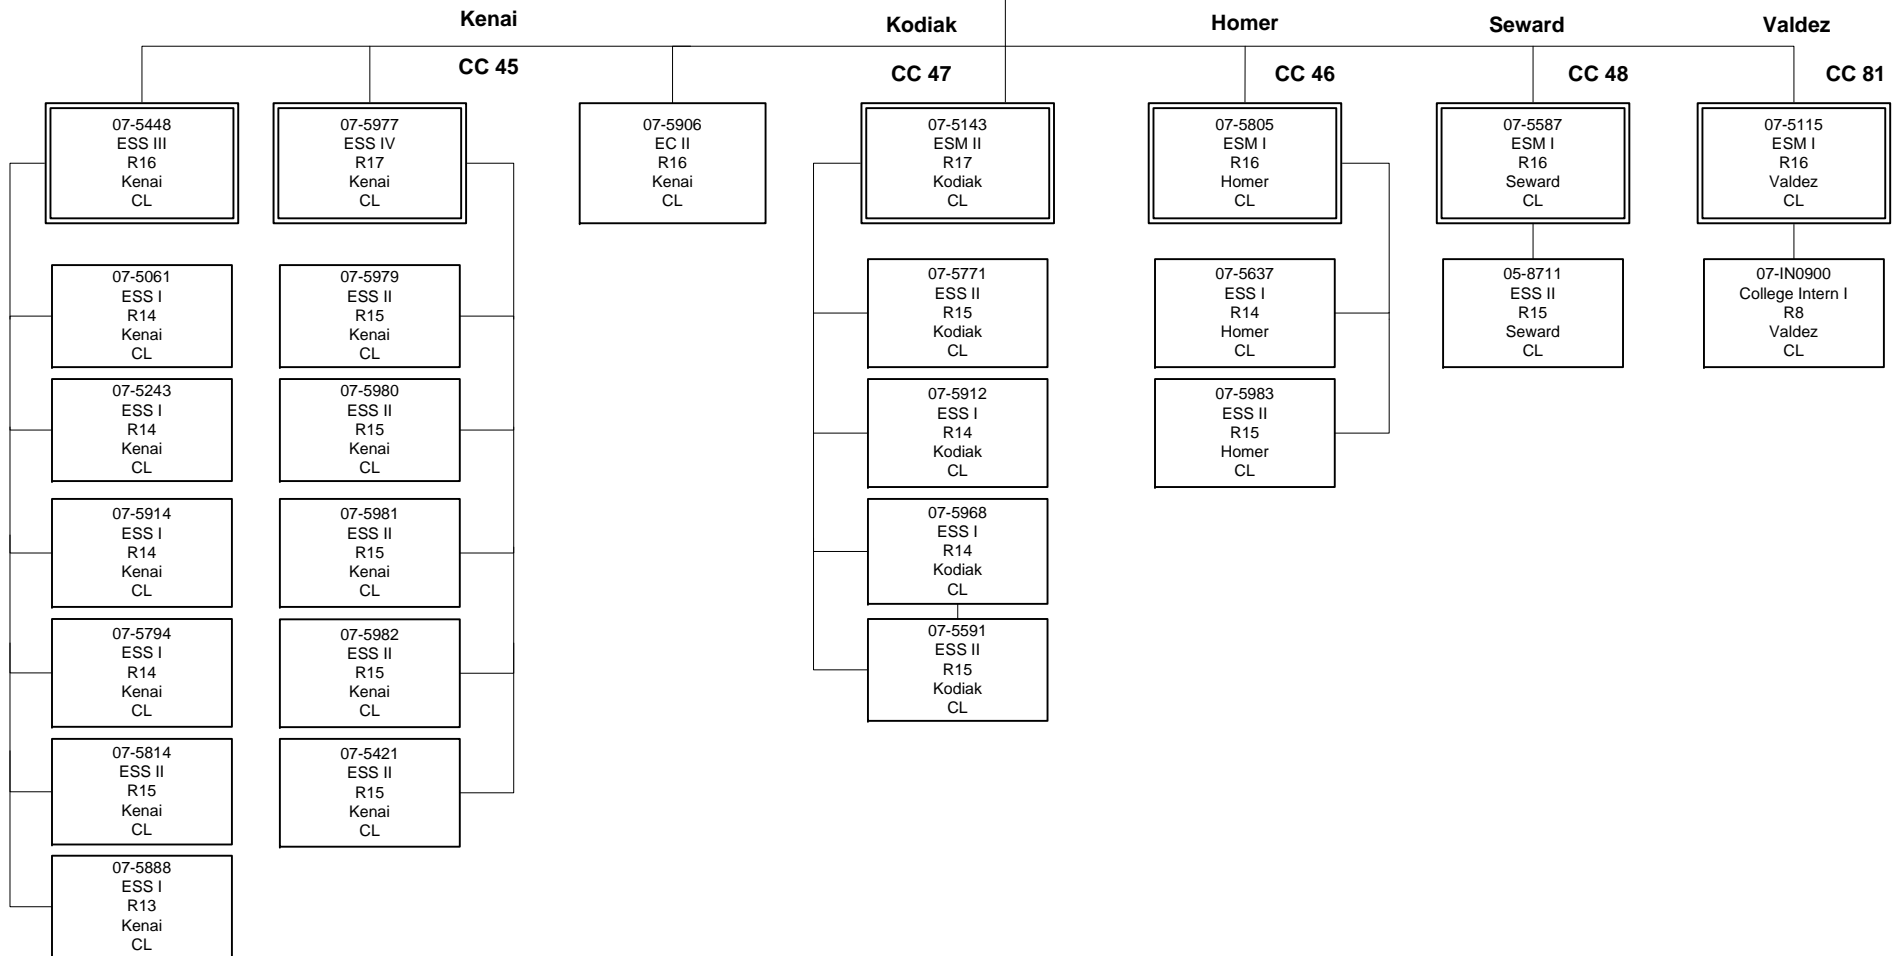 Kenai
Kodiak
Homer
Seward
Valdez
CC 45
CC 47
CC 46
CC 48
CC 81
07-5448
ESS III
R16
Kenai
CL
07-5977
ESS IV
R17
Kenai
CL
07-5906
EC II
R16
Kenai
CL
07-5143
ESM II
R17
Kodiak
CL
07-5805
ESM I
R16
Homer
CL
07-5587
ESM I
R16
Seward
CL
07-5115
ESM I
R16
Valdez
CL
07-5061
ESS I
R14
Kenai
CL
07-5979
ESS II
R15
Kenai
CL
07-5771
ESS II
R15
Kodiak
CL
07-5637
ESS I
R14
Homer
CL
05-8711
ESS II
R15
Seward
CL
07-IN0900
College Intern I
R8
Valdez
CL
07-5243
ESS I
R14
Kenai
CL
07-5980
ESS II
R15
Kenai
CL
07-5912
ESS I
R14
Kodiak
CL
07-5983
ESS II
R15
Homer
CL
07-5914
ESS I
R14
Kenai
CL
07-5981
ESS II
R15
Kenai
CL
07-5968
ESS I
R14
Kodiak
CL
07-5794
ESS I
R14
Kenai
CL
07-5982
ESS II
R15
Kenai
CL
07-5591
ESS II
R15
Kodiak
CL
07-5814
ESS II
R15
Kenai
CL
07-5421
ESS II
R15
Kenai
CL
07-5888
ESS I
R13
Kenai
CL